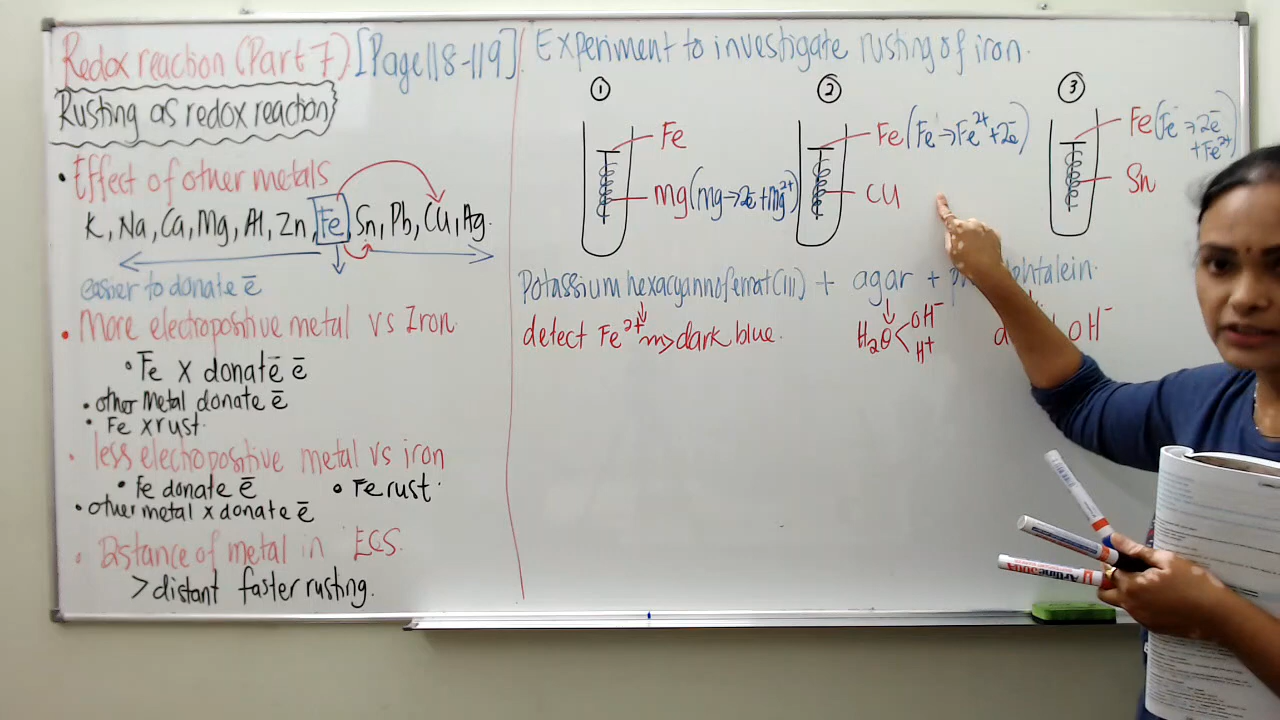 Redox reaction (Part 7) [Page 118-119]
Rusting as redox reaction
• Effect of other metals
K, Na, Ca, Mg, Al, Zn, Fe, Sn, Pb, Cu, Ag.
easier to donate ē
• More electropositive metal vs Iron.
• Fe X donate ē
• other Metal donate ē
• Fe x rust.
• less electropositive metal vs iron
• Fe donate ē • Fe rust.
• other metal x donate ē
• Distance of metal in ECS.
> distant faster rusting.
Experiment to investigate rusting of iron.
① ② ③
Fe
Mg (Mg → 2ē + Mg²⁺)
Fe (Fe → Fe²⁺ + 2ē)
Cu
Fe (Fe → 2ē + Fe²⁺)
Sn
Potassium hexacyannoferrat(III) + agar +
detect Fe²⁺ → dark blue.
H₂O < OH⁻
H⁺
OH⁻
Artline 500A